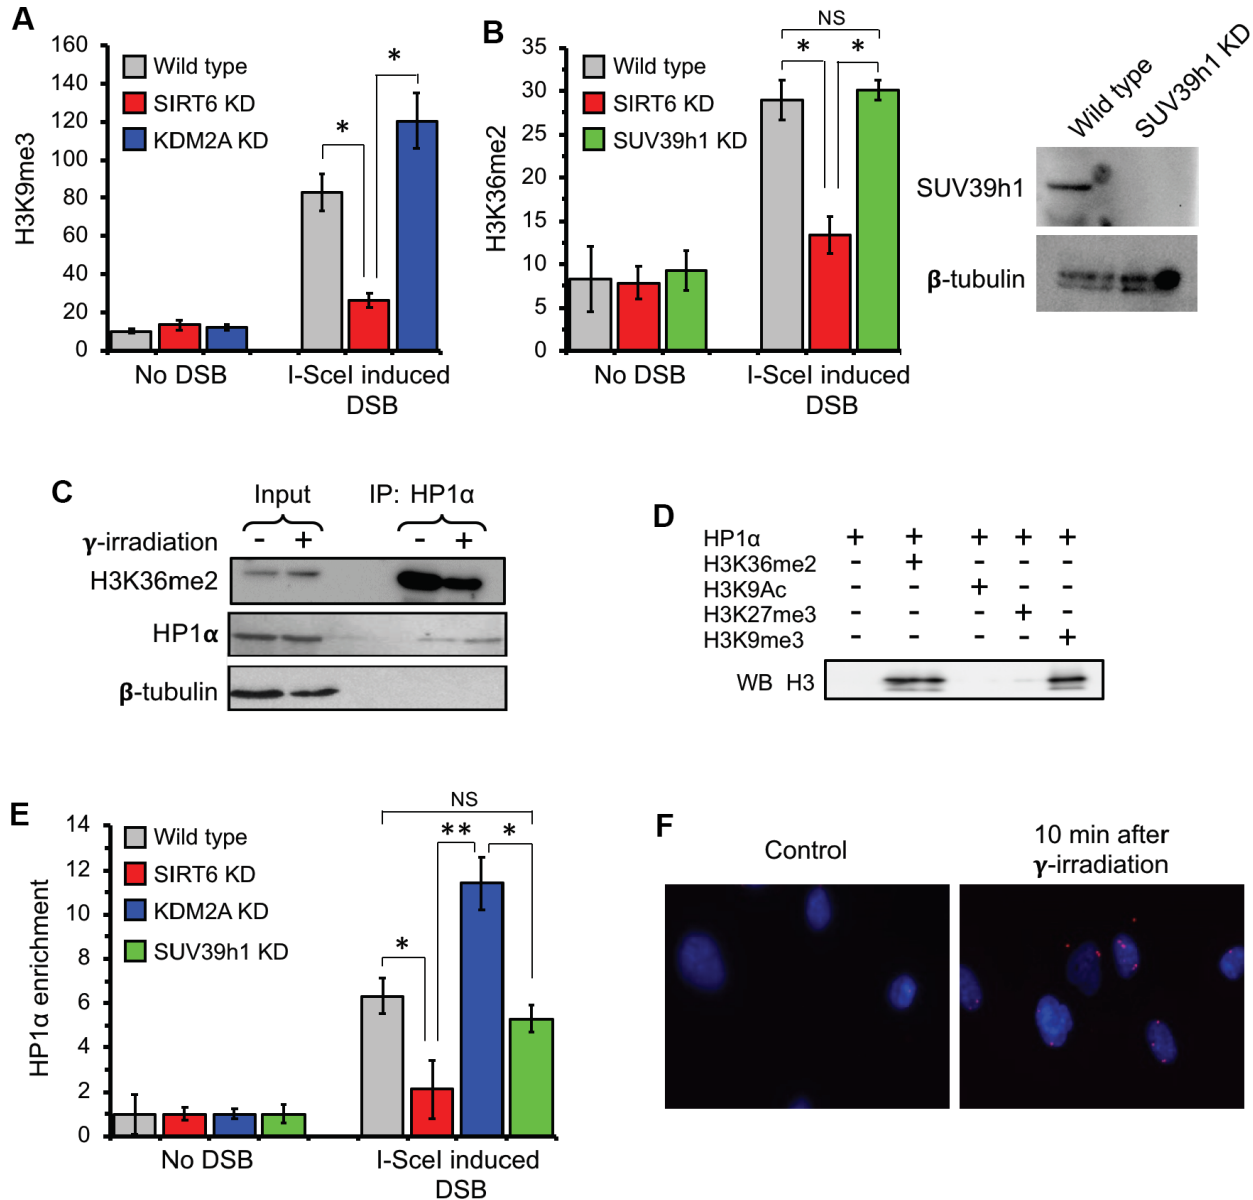 A
H3K9me3
160
140
120
100
80
60
40
20
0
Wild type
SIRT6 KD
KDM2A KD
*
*
No DSB
I-SceI induced
DSB
B
H3K36me2
35
30
25
20
15
10
5
0
Wild type
SIRT6 KD
SUV39h1 KD
NS
* *
No DSB
I-SceI induced
DSB
Wild type
SUV39h1 KD
SUV39h1
β-tubulin
C
Input IP: HP1α
γ-irradiation - + - +
H3K36me2
HP1α
β-tubulin
D
HP1α + + + + +
H3K36me2 - + - - -
H3K9Ac - - + - -
H3K27me3 - - - + -
H3K9me3 - - - - +
WB H3
E
HP1α enrichment
14
12
10
8
6
4
2
0
Wild type
SIRT6 KD
KDM2A KD
SUV39h1 KD
NS
** *
*
No DSB
I-SceI induced
DSB
F
Control
10 min after
γ-irradiation